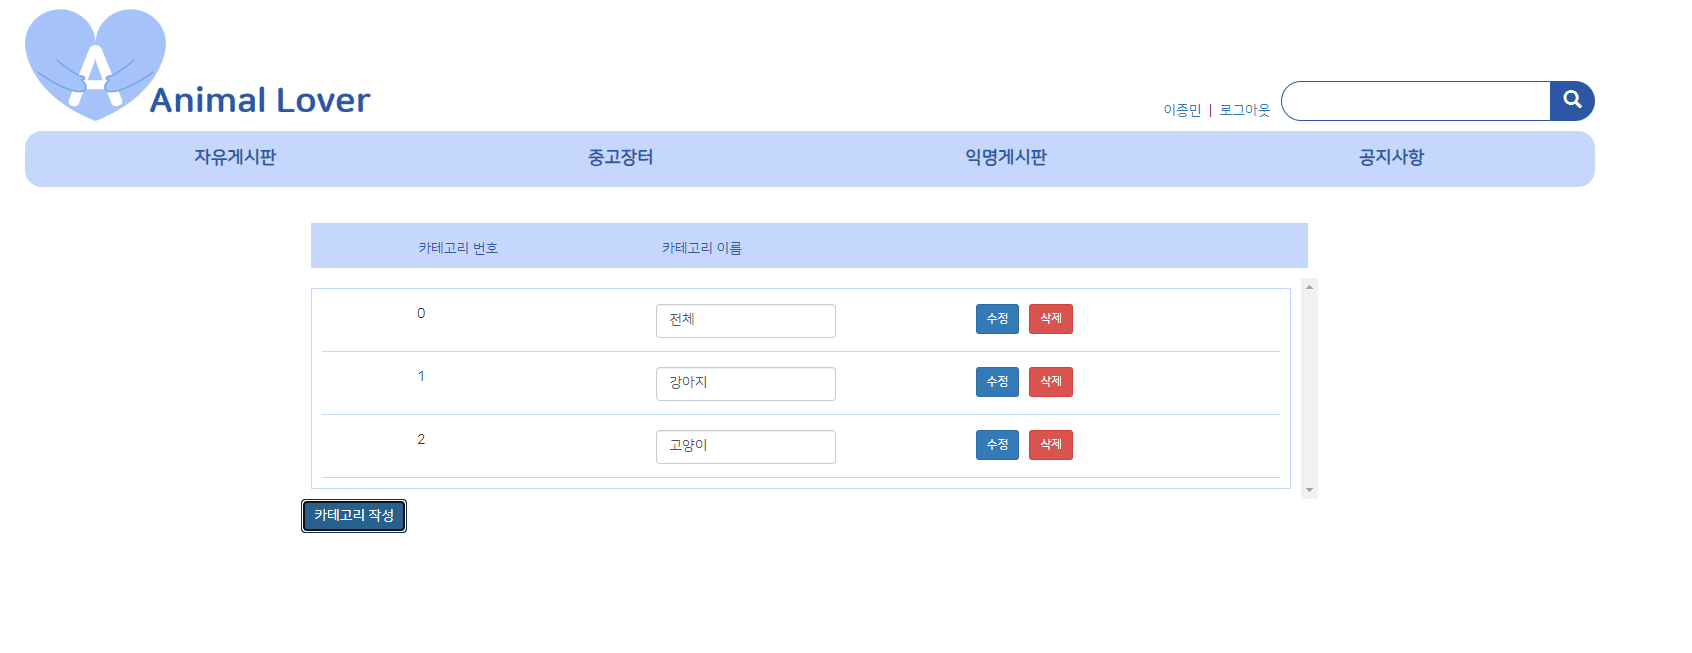 A
Animal Lover
이종민 | 로그아웃
자유게시판 중고장터 익명게시판 공지사항
카테고리 번호 카테고리 이름
0 전체 수정 삭제
1 강아지 수정 삭제
2 고양이 수정 삭제
카테고리 작성